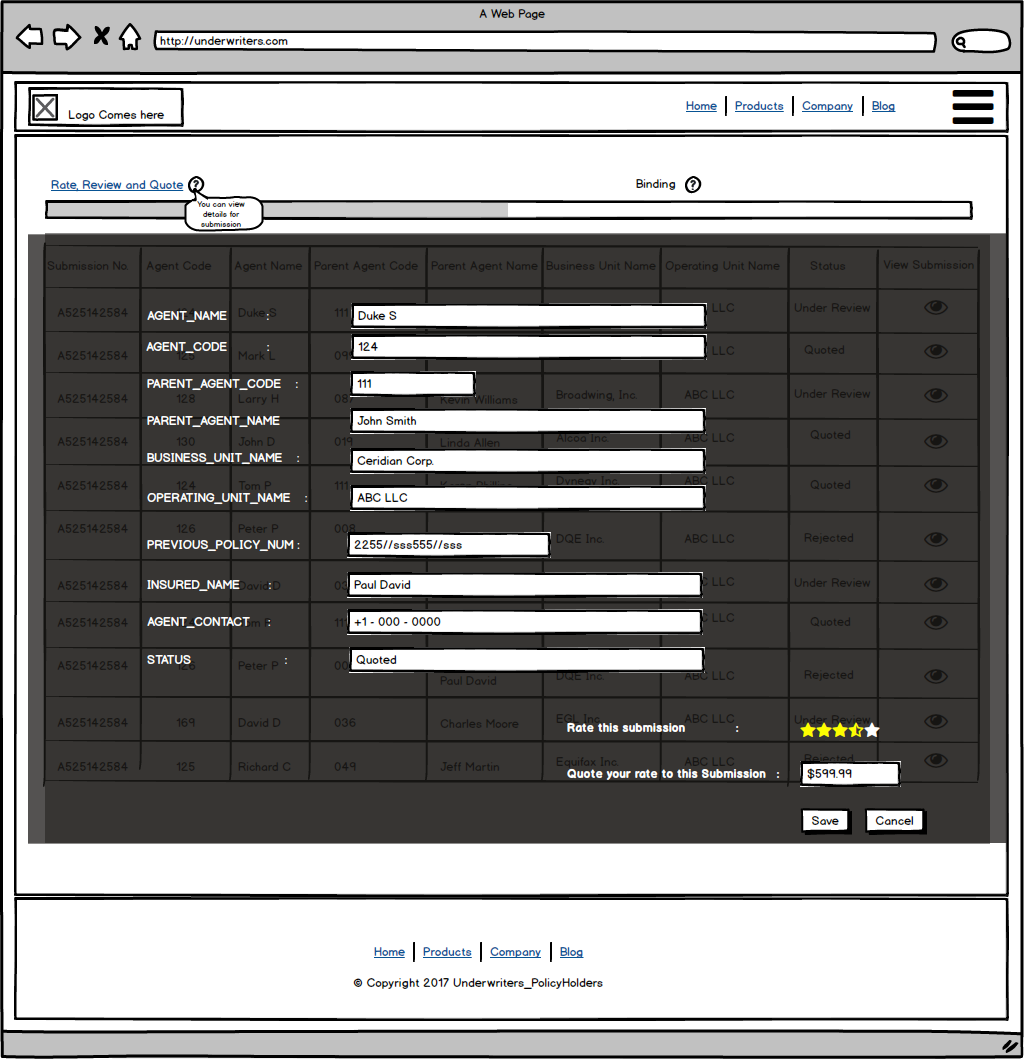 A Web Page
http://underwriters.com
Logo Comes here
Home Products Company Blog
Rate, Review and Quote ? Binding ?
You can view
details for
submission
Submission No. Agent Code Agent Name Parent Agent Code Parent Agent Name Business Unit Name Operating Unit Name Status View Submission
A525142584 Duke S 111 LLC Under Review
AGENT_NAME : Duke S
AGENT_CODE : 124
A525142584 125 Mark L LLC Quoted
PARENT_AGENT_CODE : 111
A525142584 128 Larry H Kevin Williams Broadwing, Inc. ABC LLC Under Review
PARENT_AGENT_NAME John Smith
A525142584 130 John D 019 Linda Allen Alcoa Inc. ABC LLC Quoted
BUSINESS_UNIT_NAME : Ceridian Corp.
A525142584 124 Tom P 111 Dynegy Inc. ABC LLC Quoted
OPERATING_UNIT_NAME : ABC LLC
A525142584 126 Peter P 008 DQE Inc. ABC LLC Rejected
PREVIOUS_POLICY_NUM : 2255//sss555//sss
A525142584 David D LLC Under Review
INSURED_NAME : Paul David
A525142584 LLC Quoted
AGENT_CONTACT : +1 - 000 - 0000
STATUS : Quoted
A525142584 126 Peter P Paul David DQE Inc. ABC LLC Rejected
A525142584 169 David D 036 Charles Moore EGL Inc. ABC LLC Under Review
Rate this submission :
A525142584 125 Richard C 049 Jeff Martin Equifax Inc. ABC LLC Rejected
Quote your rate to this Submission : $599.99
Save Cancel
Home Products Company Blog
© Copyright 2017 Underwriters_PolicyHolders